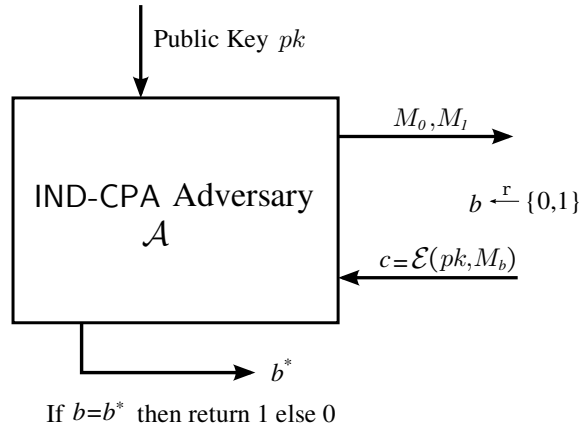 Public Key pk
M₀,M₁
IND-CPA Adversary
𝒜
b ←r {0,1}
c=ℰ(pk,M_b)
b*
If b=b* then return 1 else 0